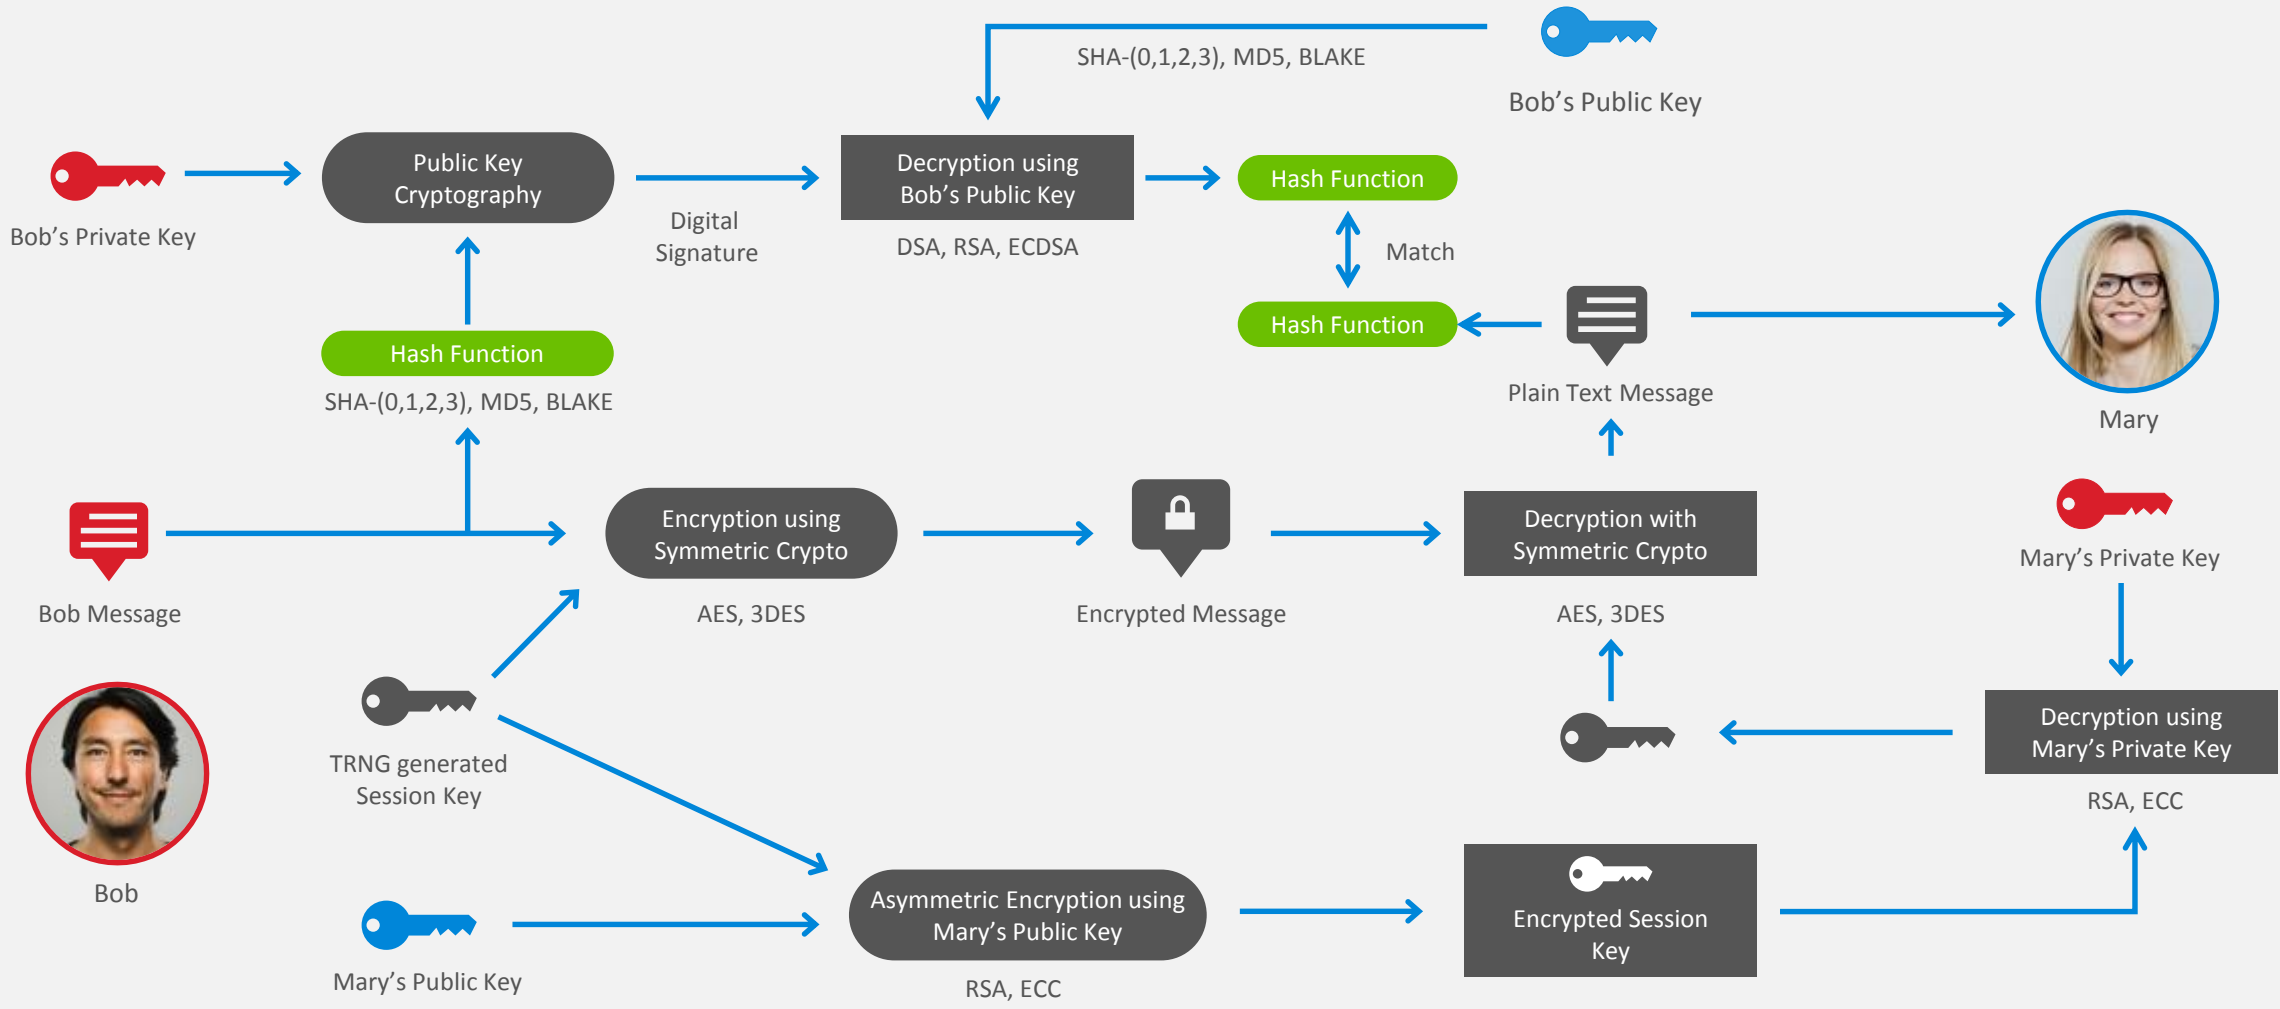 SHA-(0,1,2,3), MD5, BLAKE
Bob’s Public Key
Bob’s Private Key
Public Key
Cryptography
Digital
Signature
Decryption using
Bob’s Public Key
DSA, RSA, ECDSA
Hash Function
Match
Hash Function
Hash Function
SHA-(0,1,2,3), MD5, BLAKE
Plain Text Message
Mary
Bob Message
Encryption using
Symmetric Crypto
AES, 3DES
Encrypted Message
Decryption with
Symmetric Crypto
AES, 3DES
Mary’s Private Key
Bob
TRNG generated
Session Key
Decryption using
Mary’s Private Key
RSA, ECC
Mary’s Public Key
Asymmetric Encryption using
Mary’s Public Key
RSA, ECC
Encrypted Session
Key